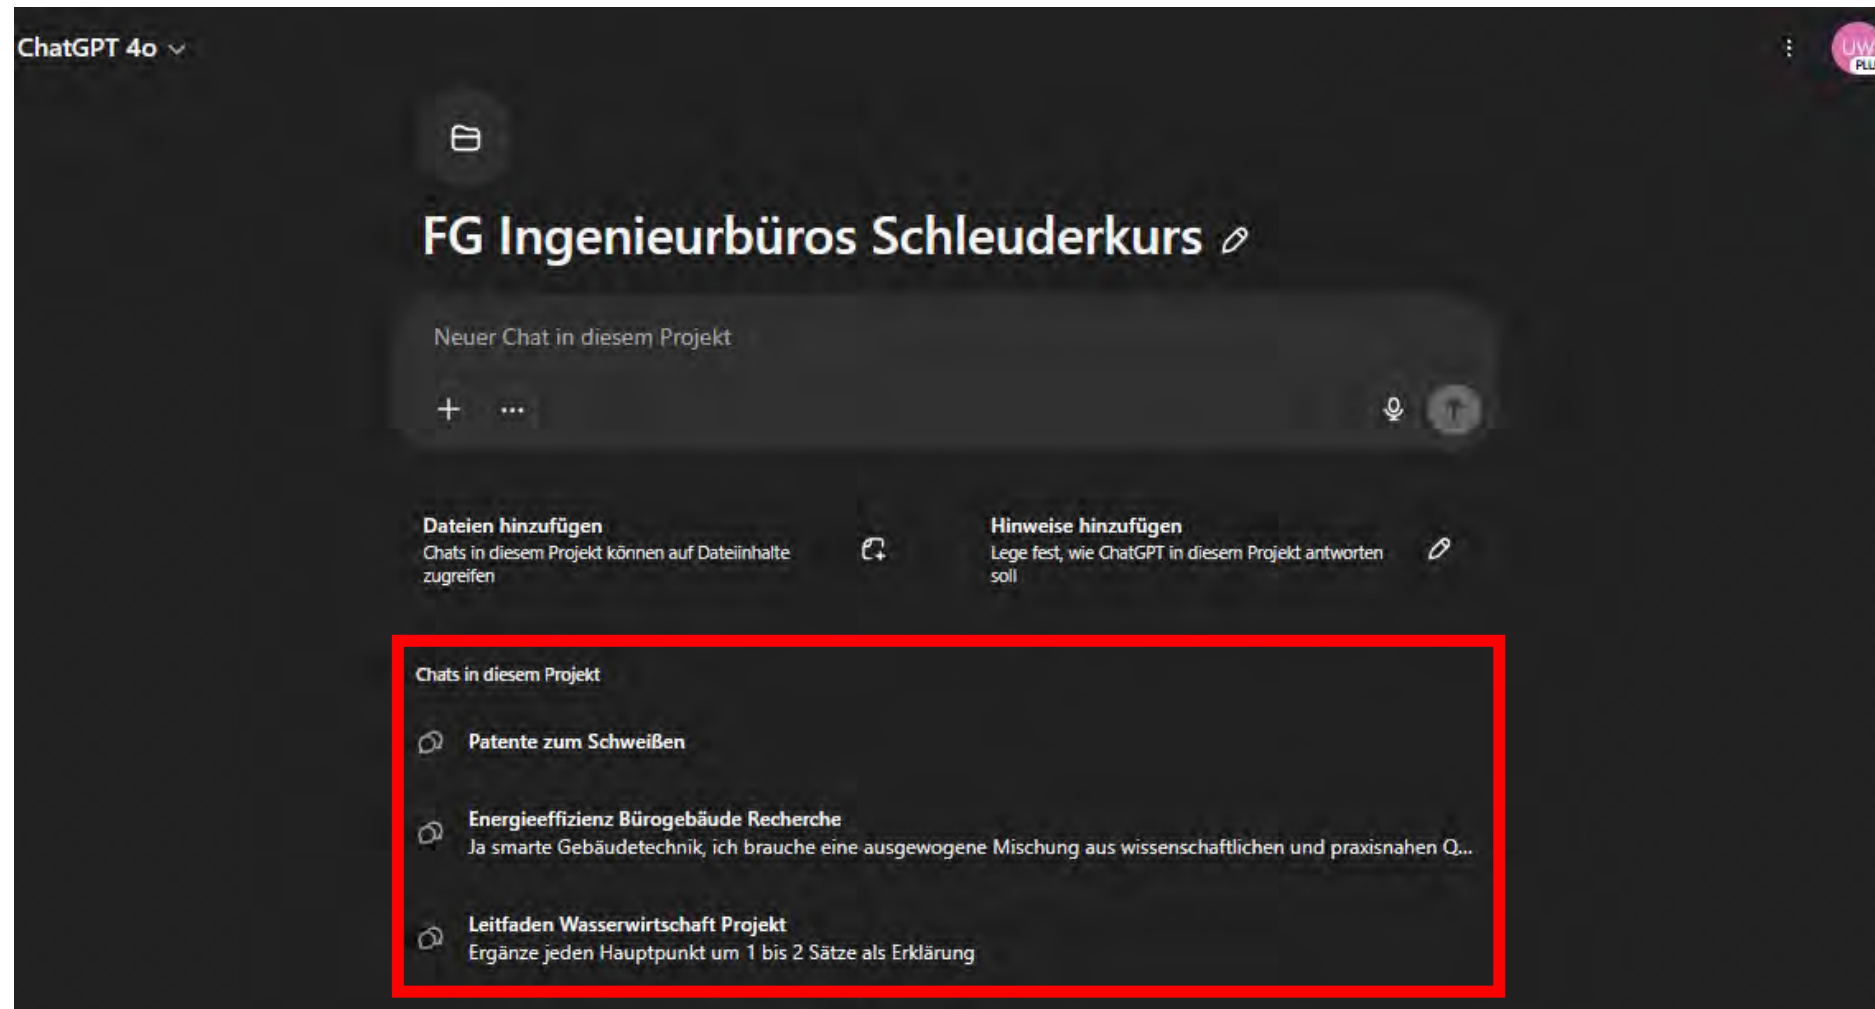 ChatGPT 4o
UW
FG Ingenieurbüros Schleuderkurs
Neuer Chat in diesem Projekt
Dateien hinzufügen
Chats in diesem Projekt können auf Dateiinhalte
zugreifen
Hinweise hinzufügen
Lege fest, wie ChatGPT in diesem Projekt antworten
soll
Chats in diesem Projekt
Patente zum Schweißen
Energieeffizienz Bürogebäude Recherche
Ja smarte Gebäudetechnik, ich brauche eine ausgewogene Mischung aus wissenschaftlichen und praxisnahen Q...
Leitfaden Wasserwirtschaft Projekt
Ergänze jeden Hauptpunkt um 1 bis 2 Sätze als Erklärung